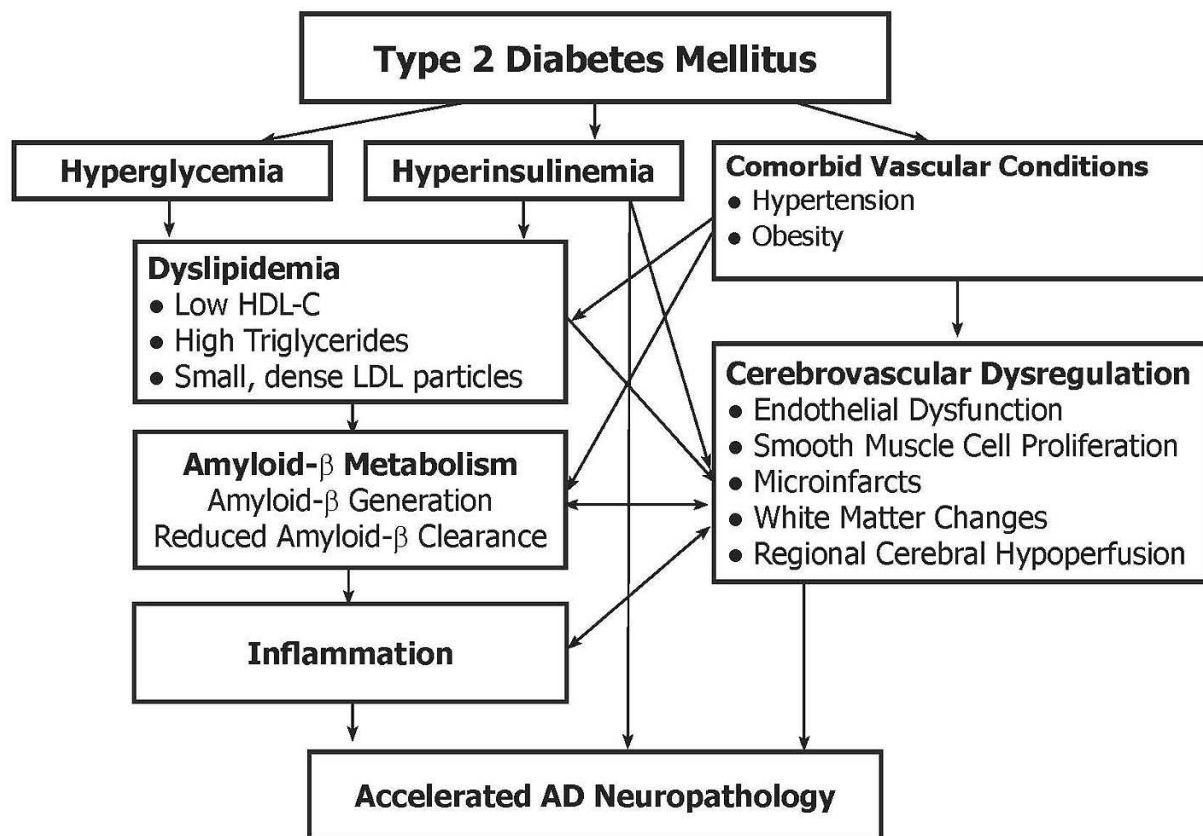 Type 2 Diabetes Mellitus
Hyperglycemia
Hyperinsulinemia
Comorbid Vascular Conditions
● Hypertension
● Obesity
Dyslipidemia
● Low HDL-C
● High Triglycerides
● Small, dense LDL particles
Cerebrovascular Dysregulation
● Endothelial Dysfunction
● Smooth Muscle Cell Proliferation
● Microinfarcts
● White Matter Changes
● Regional Cerebral Hypoperfusion
Amyloid-β Metabolism
Amyloid-β Generation
Reduced Amyloid-β Clearance
Inflammation
Accelerated AD Neuropathology